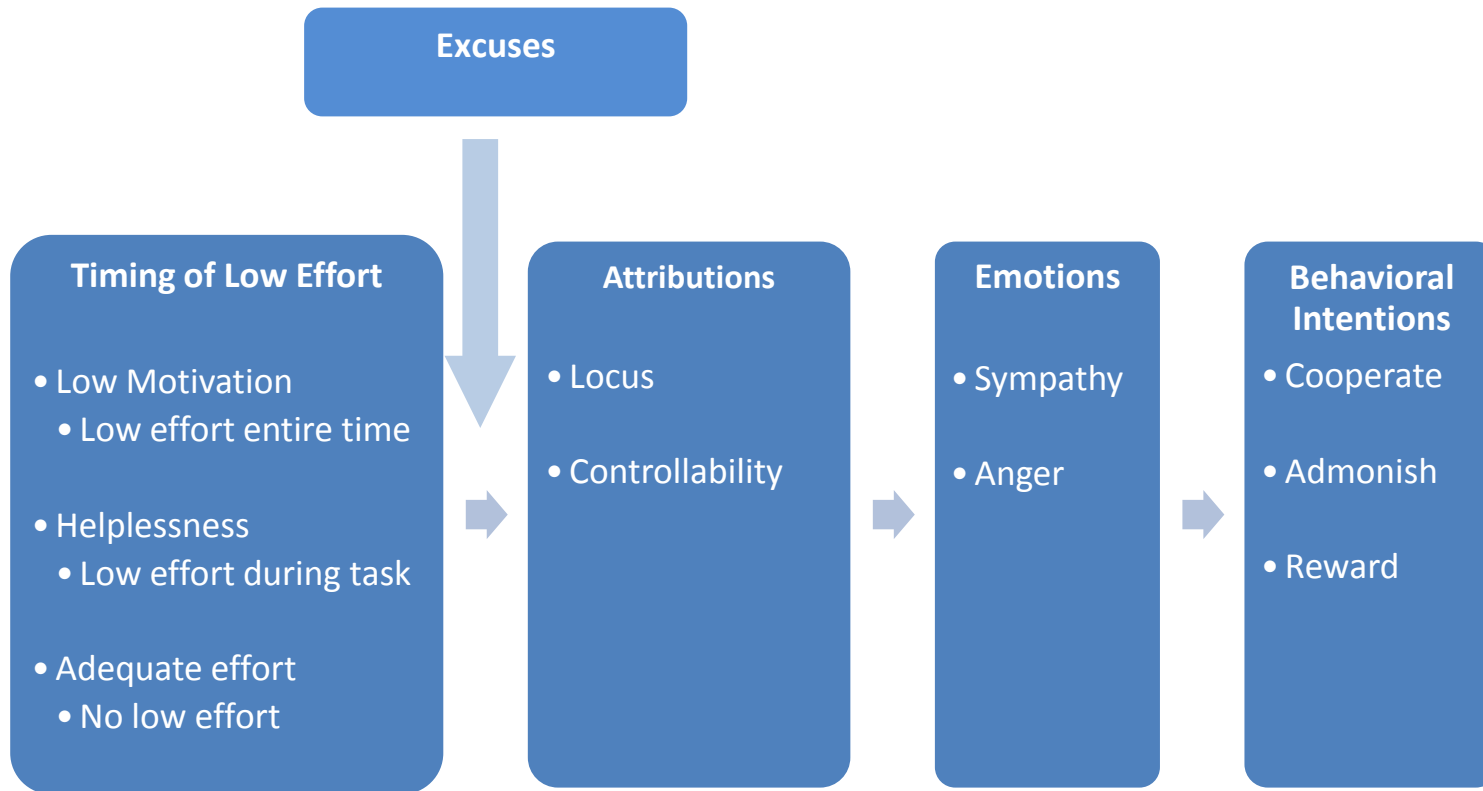 Excuses
Timing of Low Effort
• Low Motivation
• Low effort entire time
• Helplessness
• Low effort during task
• Adequate effort
• No low effort
Attributions
• Locus
• Controllability
Emotions
• Sympathy
• Anger
Behavioral
Intentions
• Cooperate
• Admonish
• Reward